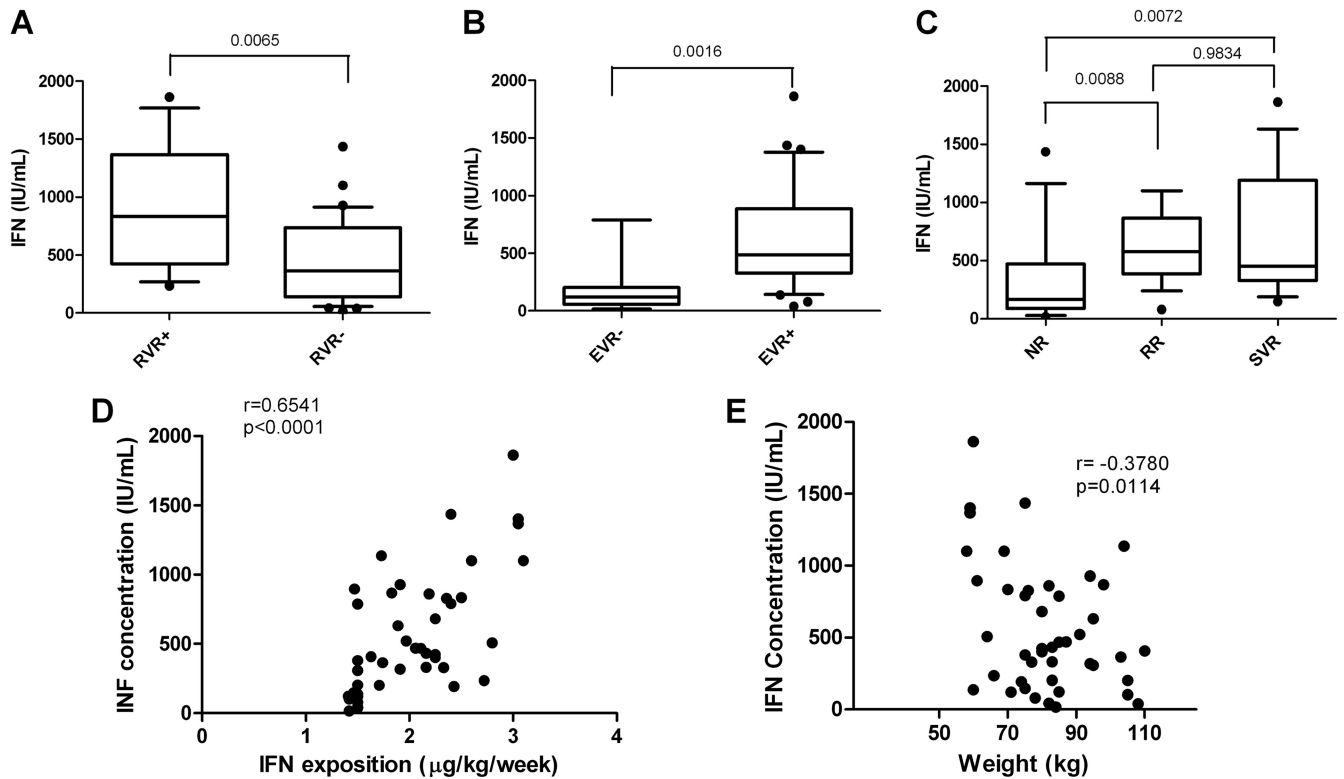 A
0.0065
IFN (IU/mL)
2000
1500
1000
500
0
RVR+
RVR-
B
0.0016
IFN (IU/mL)
2000
1500
1000
500
0
EVR-
EVR+
C
0.0072
0.9834
0.0088
IFN (IU/mL)
2000
1500
1000
500
0
NR
RR
SVR
D
r=0.6541
p<0.0001
INF concentration (IU/mL)
2000
1500
1000
500
0
0 1 2 3 4
IFN exposition (μg/kg/week)
E
r= -0.3780
p=0.0114
IFN Concentration (IU/mL)
2000
1500
1000
500
0
50 70 90 110
Weight (kg)